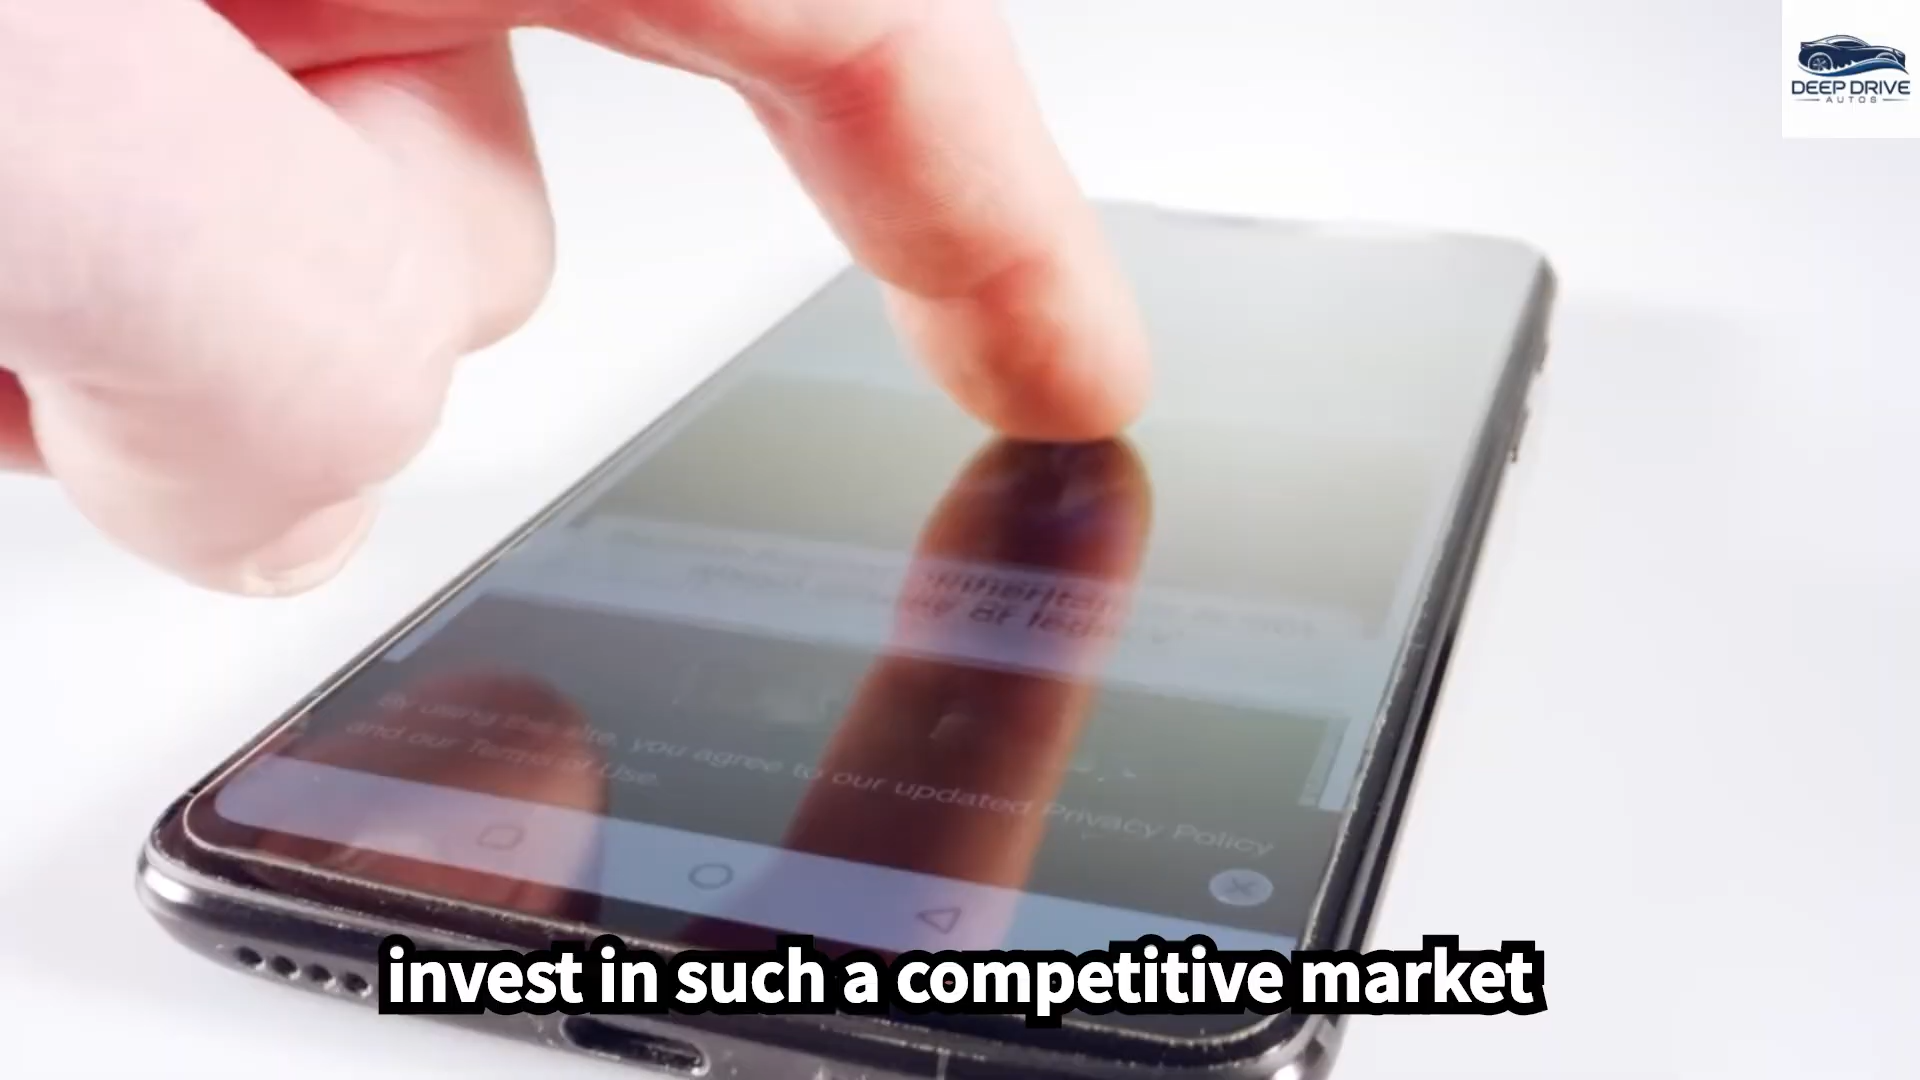 DEEP DRIVE
AUTOS
By using this site, you agree to our updated Privacy Policy
and our Terms of Use.
invest in such a competitive market